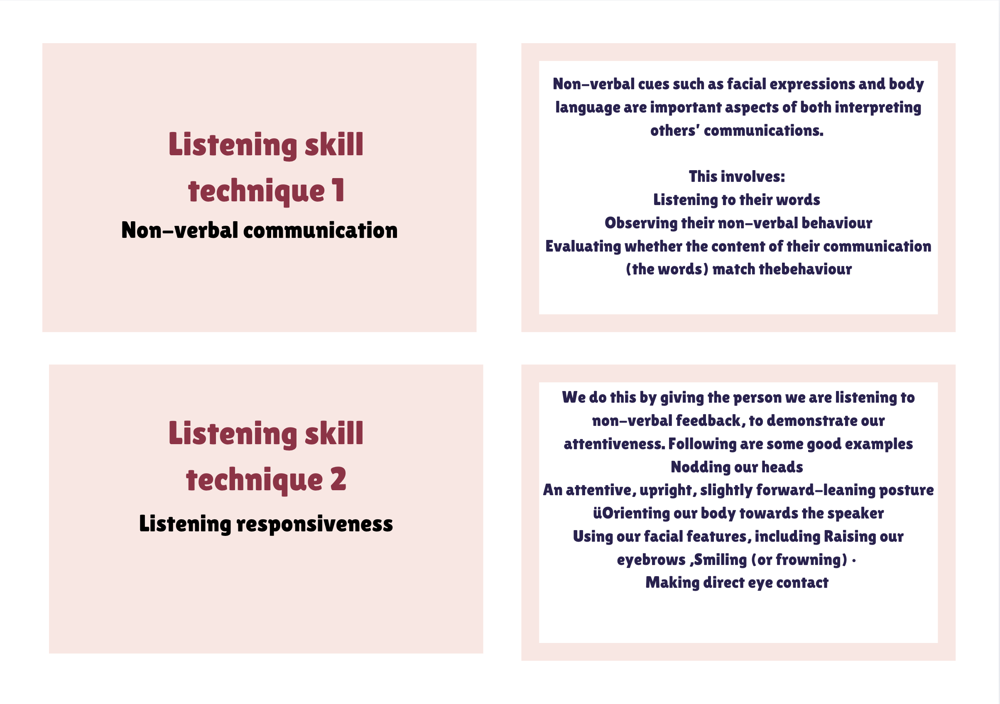 Listening skill
technique 1
Non-verbal communication
Non-verbal cues such as facial expressions and body
language are important aspects of both interpreting
others' communications.
This involves:
Listening to their words
Observing their non-verbal behaviour
Evaluating whether the content of their communication
(the words) match thebehaviour
Listening skill
technique 2
Listening responsiveness
We do this by giving the person we are listening to
non-verbal feedback, to demonstrate our
attentiveness. Following are some good examples
Nodding our heads
An attentive, upright, slightly forward-leaning posture
üOrienting our body towards the speaker
Using our facial features, including Raising our
eyebrows ,Smiling (or frowning) ·
Making direct eye contact